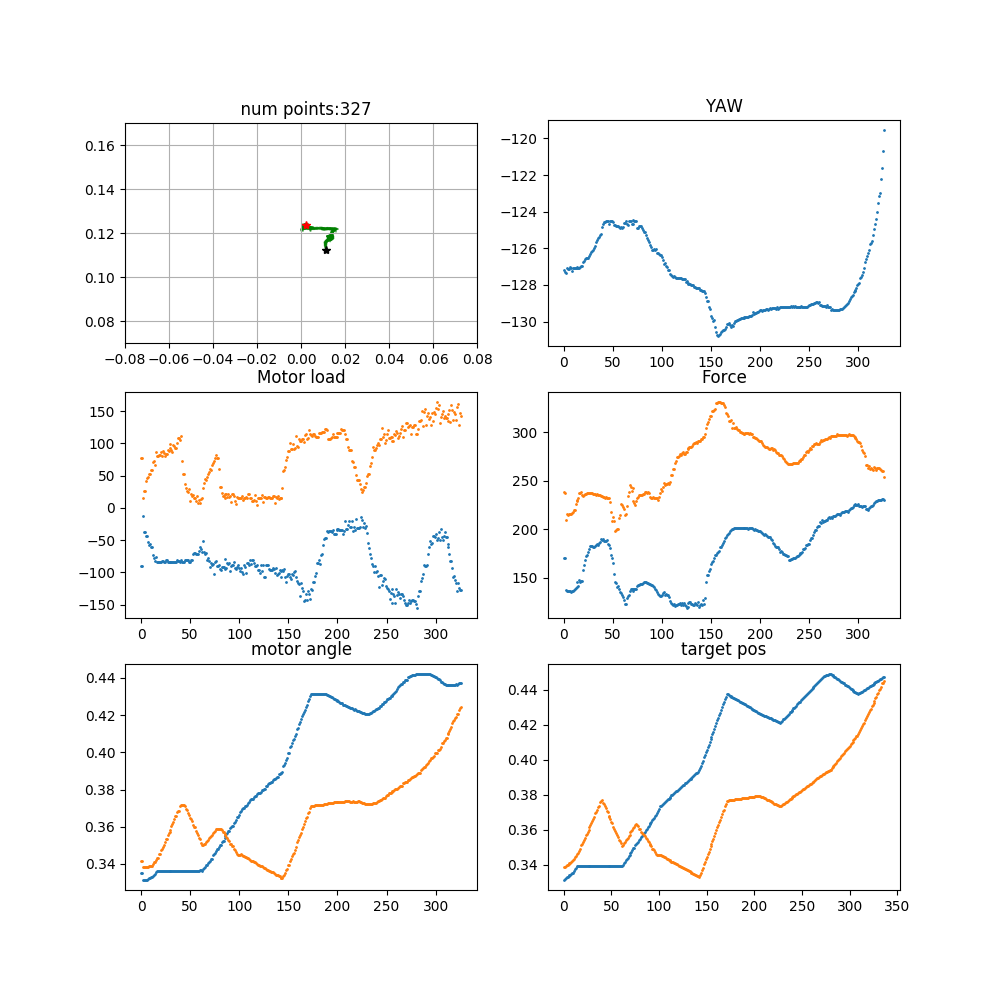 num points:327
YAW
0.16
0.14
0.12
0.10
0.08
−0.08 −0.06 −0.04 −0.02 0.00 0.02 0.04 0.06 0.08
−120
−122
−124
−126
−128
−130
0 50 100 150 200 250 300
Motor load
Force
150
100
50
0
−50
−100
−150
0 50 100 150 200 250 300
300
250
200
150
0 50 100 150 200 250 300
motor angle
target pos
0.44
0.42
0.40
0.38
0.36
0.34
0 50 100 150 200 250 300
0.44
0.42
0.40
0.38
0.36
0.34
0 50 100 150 200 250 300 350